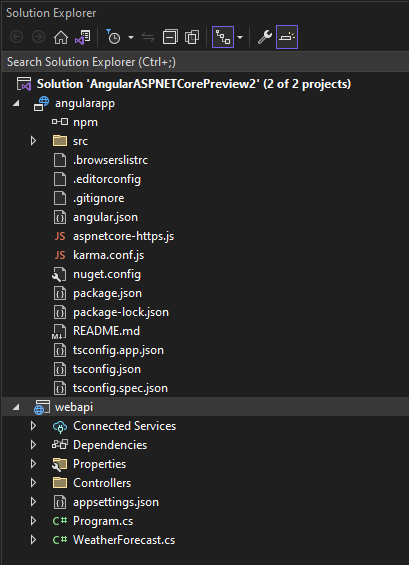 Solution Explorer
Search Solution Explorer (Ctrl+;)
Solution 'AngularASPNETCorePreview2' (2 of 2 projects)
angularapp
npm
src
.browserslistrc
.editorconfig
.gitignore
angular.json
JS aspnetcore-https.js
JS karma.conf.js
nuget.config
package.json
package-lock.json
M README.md
tsconfig.app.json
tsconfig.json
tsconfig.spec.json
webapi
Connected Services
Dependencies
Properties
Controllers
appsettings.json
C# Program.cs
C# WeatherForecast.cs